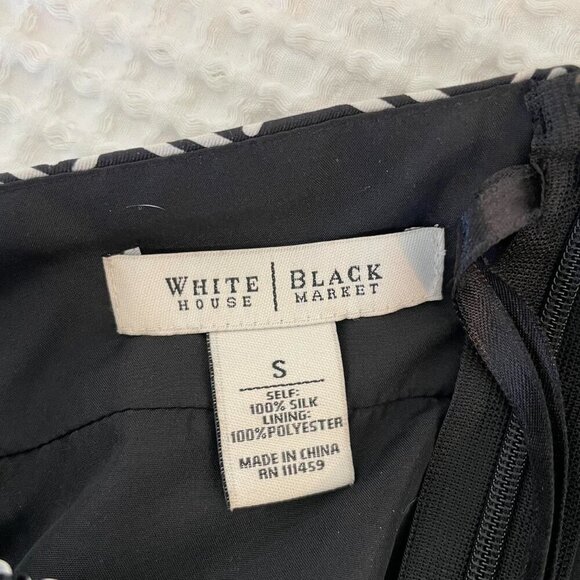 WHITE | BLACK
HOUSE | MARKET
S
SELF:
100% SILK
LINING:
100%POLYESTER
MADE IN CHINA
RN 111459